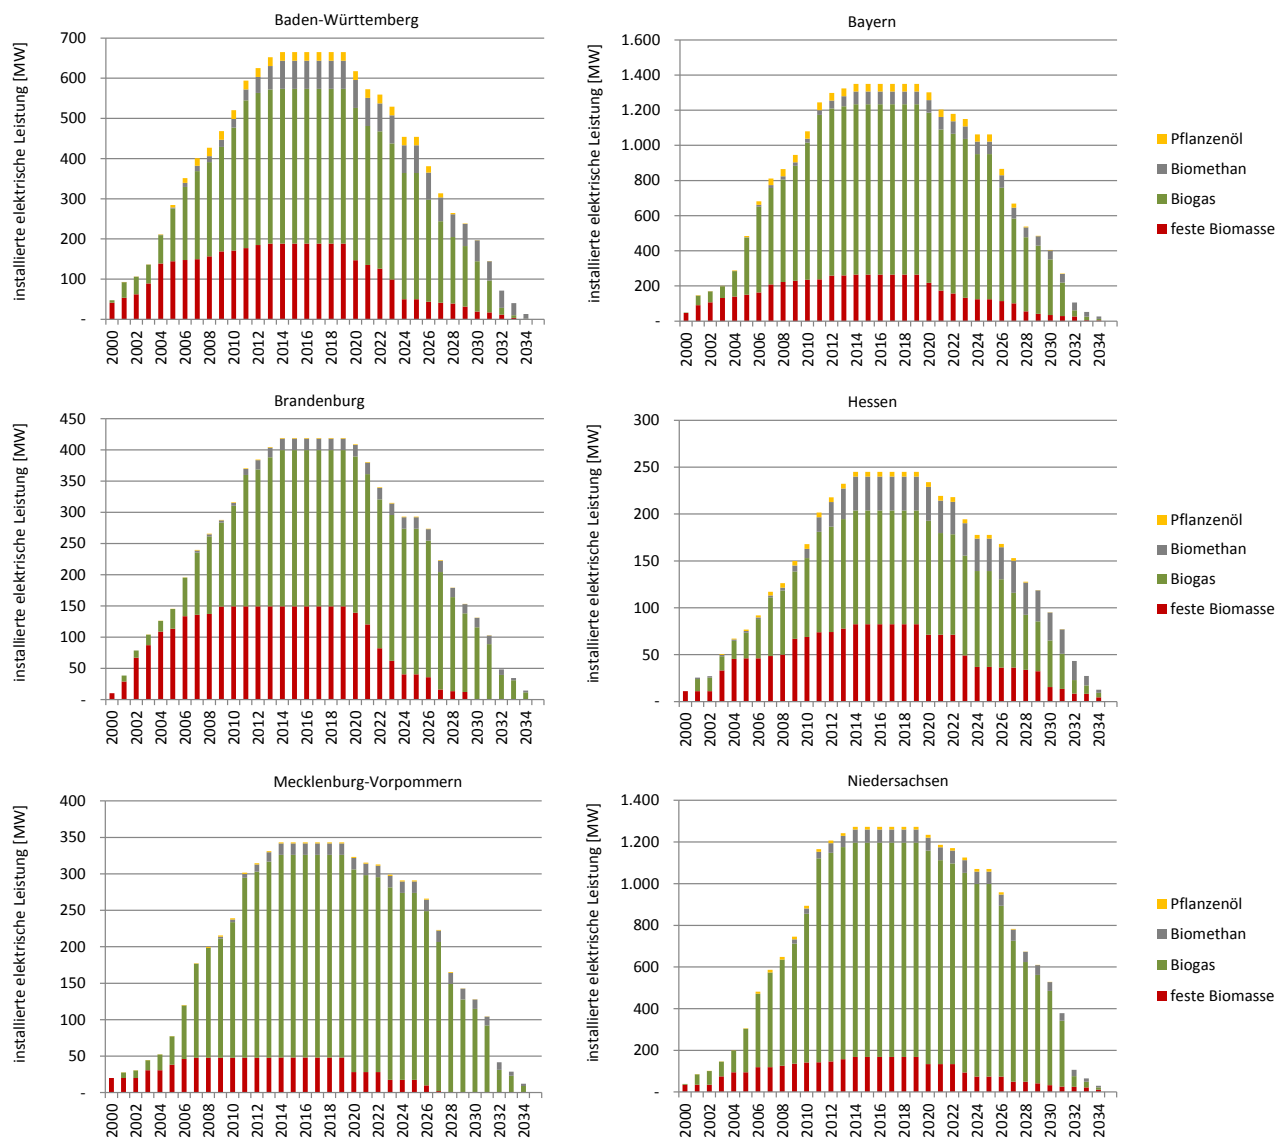 Baden-Württemberg
installierte elektrische Leistung [MW]
700
600
500
400
300
200
100
-
2000 2002 2004 2006 2008 2010 2012 2014 2016 2018 2020 2022 2024 2026 2028 2030 2032 2034
Bayern
installierte elektrische Leistung [MW]
1.600
1.400
1.200
1.000
800
600
400
200
-
2000 2002 2004 2006 2008 2010 2012 2014 2016 2018 2020 2022 2024 2026 2028 2030 2032 2034
Pflanzenöl
Biomethan
Biogas
feste Biomasse
Brandenburg
installierte elektrische Leistung [MW]
450
400
350
300
250
200
150
100
50
-
2000 2002 2004 2006 2008 2010 2012 2014 2016 2018 2020 2022 2024 2026 2028 2030 2032 2034
Hessen
installierte elektrische Leistung [MW]
300
250
200
150
100
50
-
2000 2002 2004 2006 2008 2010 2012 2014 2016 2018 2020 2022 2024 2026 2028 2030 2032 2034
Pflanzenöl
Biomethan
Biogas
feste Biomasse
Mecklenburg-Vorpommern
installierte elektrische Leistung [MW]
400
350
300
250
200
150
100
50
-
2000 2002 2004 2006 2008 2010 2012 2014 2016 2018 2020 2022 2024 2026 2028 2030 2032 2034
Niedersachsen
installierte elektrische Leistung [MW]
1.400
1.200
1.000
800
600
400
200
-
2000 2002 2004 2006 2008 2010 2012 2014 2016 2018 2020 2022 2024 2026 2028 2030 2032 2034
Pflanzenöl
Biomethan
Biogas
feste Biomasse